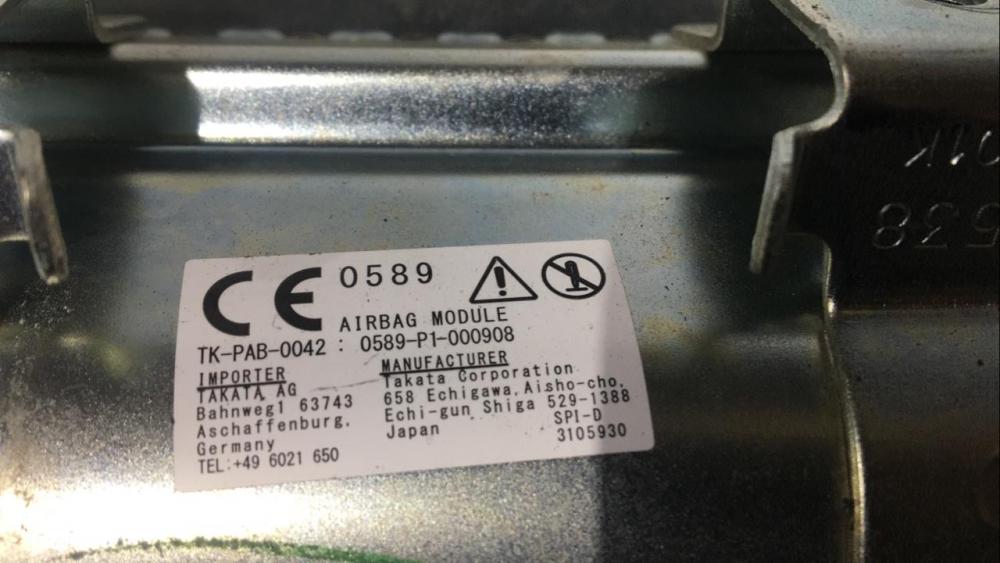 CE 0589
AIRBAG MODULE
TK-PAB-0042 : 0589-P1-000908
IMPORTER
TAKATA AG
Bahnweg1 63743
Aschaffenburg,
Germany
TEL:+49 6021 650
MANUFACTURER
Takata Corporation
658 Echigawa, Aisho-cho,
Echi-gun Shiga 529-1388
Japan
SPI-D
3105930
538